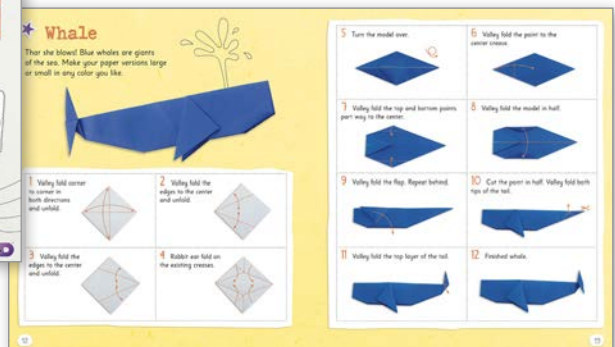 Whale
Thar she blows! Blue whales are giants
of the sea. Make your paper versions large
or small in any color you like.
1 Valley fold corner
to corner in
both directions
and unfold.
2 Valley fold the
edges to the center
and unfold.
3 Valley fold the
edges to the center
and unfold.
4 Rabbit ear fold on
the existing creases.
12
5 Turn the model over.
6 Valley fold the point to the
center crease.
7 Valley fold the top and bottom points
part way to the center.
8 Valley fold the model in half.
9 Valley fold the flap. Repeat behind.
10 Cut the point in half. Valley fold both
tips of the tail.
11 Valley fold the top layer of the tail.
12 Finished whale.
13